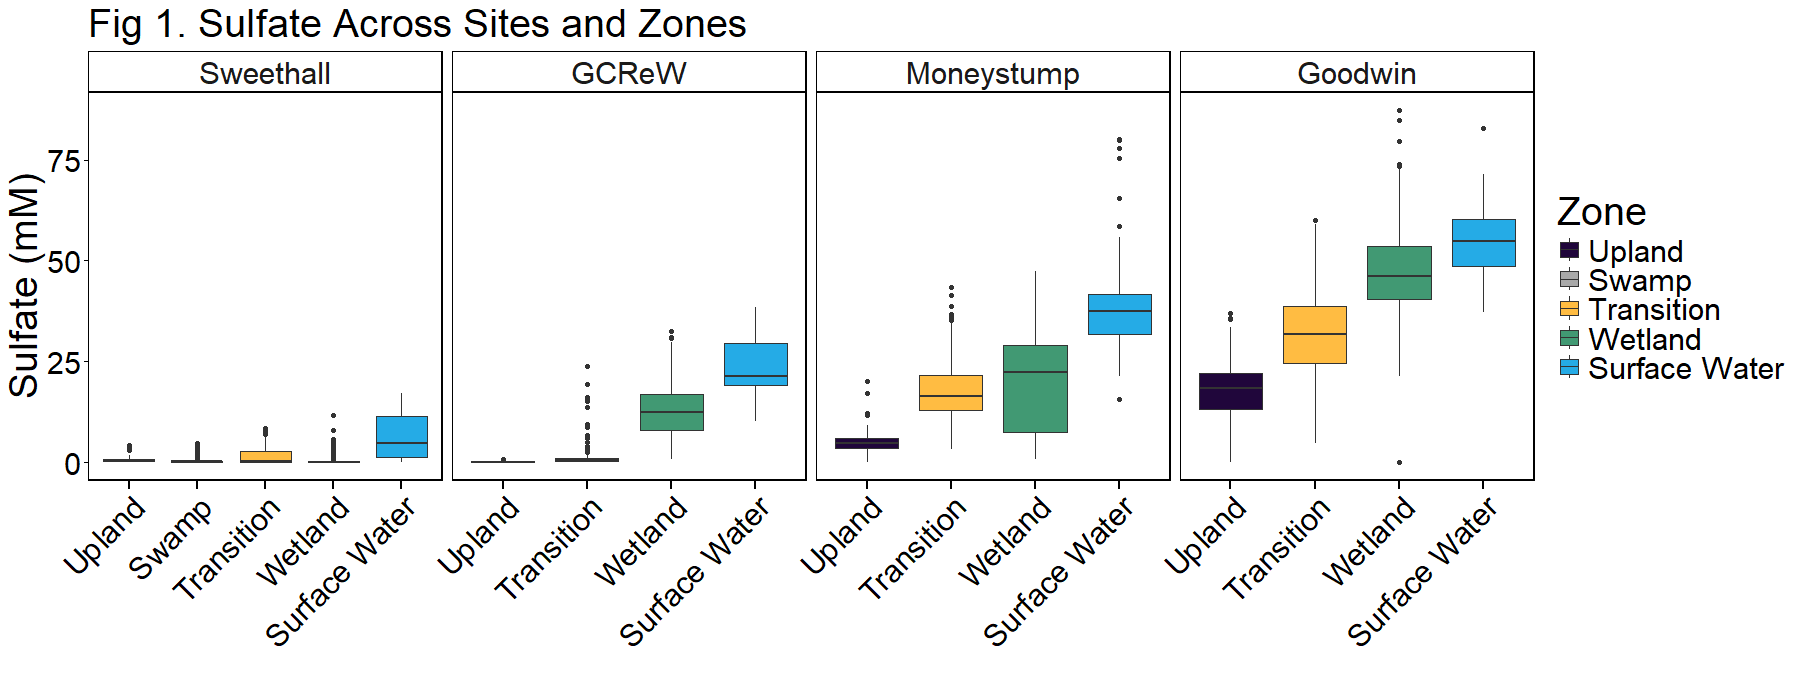 Fig 1. Sulfate Across Sites and Zones
Sweethall
GCReW
Moneystump
Goodwin
Sulfate (mM)
75
50
25
0
Upland
Swamp
Transition
Wetland
Surface Water
Upland
Transition
Wetland
Surface Water
Upland
Transition
Wetland
Surface Water
Upland
Transition
Wetland
Surface Water
Zone
Upland
Swamp
Transition
Wetland
Surface Water